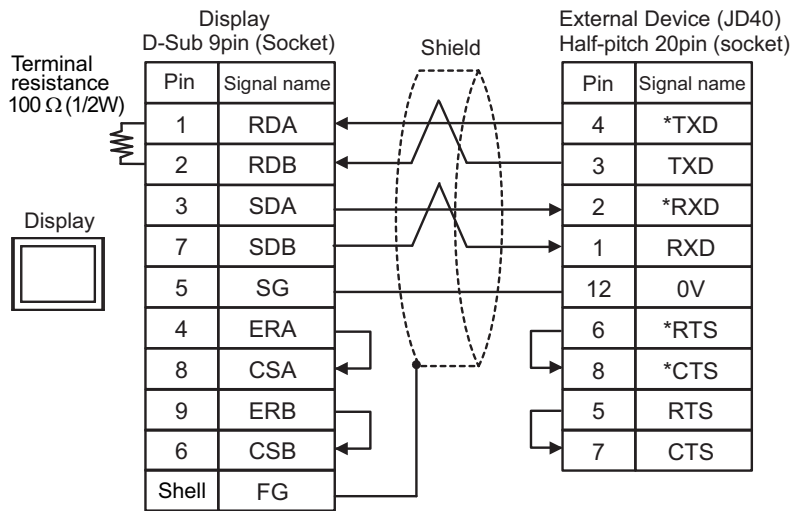 Display
D-Sub 9pin (Socket)
Shield
External Device (JD40)
Half-pitch 20pin (socket)
Terminal
resistance
100 Ω (1/2W)
Pin Signal name
Pin Signal name
1 RDA
4 *TXD
2 RDB
3 TXD
3 SDA
2 *RXD
Display
7 SDB
1 RXD
5 SG
12 0V
4 ERA
6 *RTS
8 CSA
8 *CTS
9 ERB
5 RTS
6 CSB
7 CTS
Shell FG